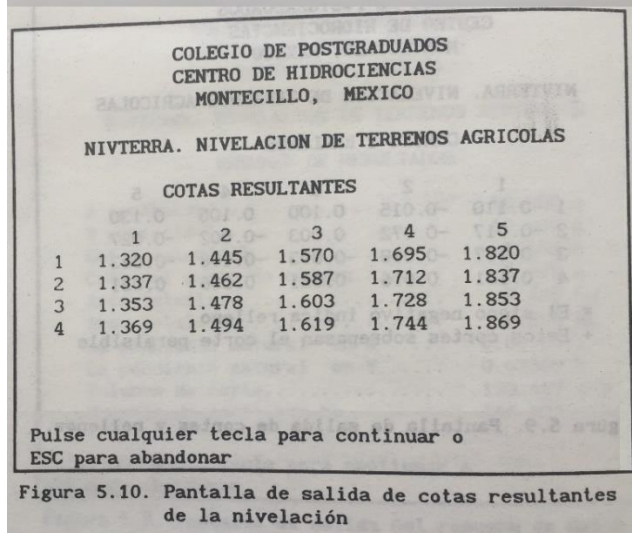 COLEGIO DE POSTGRADUADOS
CENTRO DE HIDROCIENCIAS
MONTECILLO, MEXICO
NIVTERRA. NIVELACION DE TERRENOS AGRICOLAS
COTAS RESULTANTES
1 2 3 4 5
1 1.320 1.445 1.570 1.695 1.820
2 1.337 1.462 1.587 1.712 1.837
3 1.353 1.478 1.603 1.728 1.853
4 1.369 1.494 1.619 1.744 1.869
Pulse cualquier tecla para continuar o
ESC para abandonar
Figura 5.10. Pantalla de salida de cotas resultantes
de la nivelación